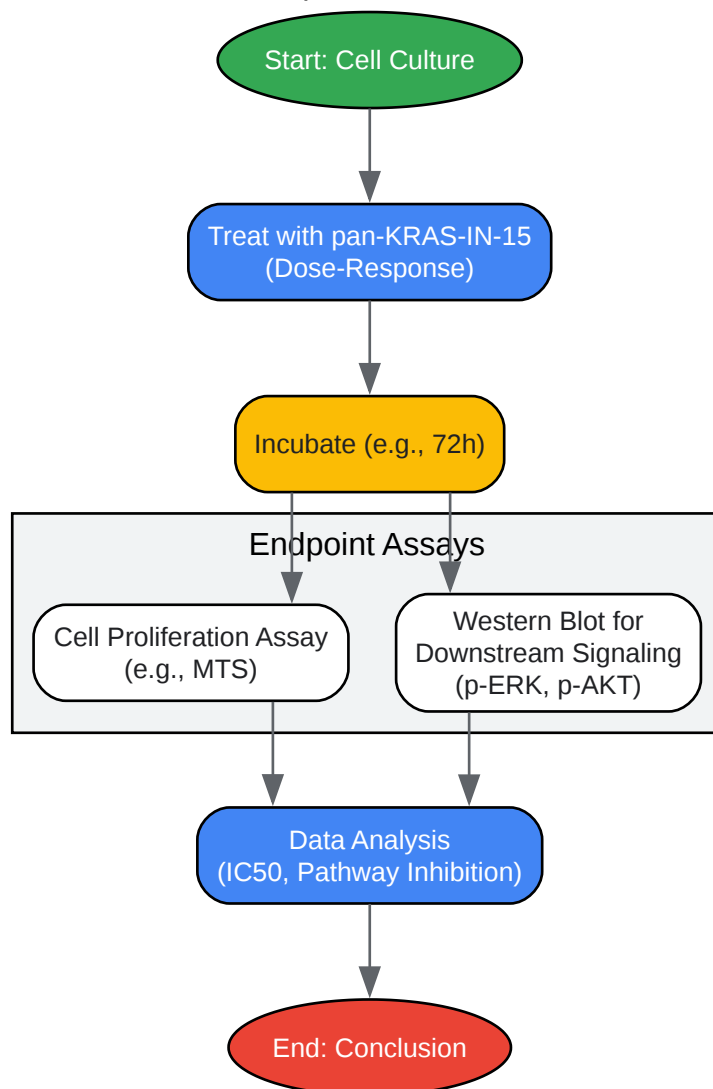 Start: Cell Culture
Treat with pan-KRAS-IN-15
(Dose-Response)
Incubate (e.g., 72h)
Endpoint Assays
Cell Proliferation Assay
(e.g., MTS)
Western Blot for
Downstream Signaling
(p-ERK, p-AKT)
Data Analysis
(IC50, Pathway Inhibition)
End: Conclusion